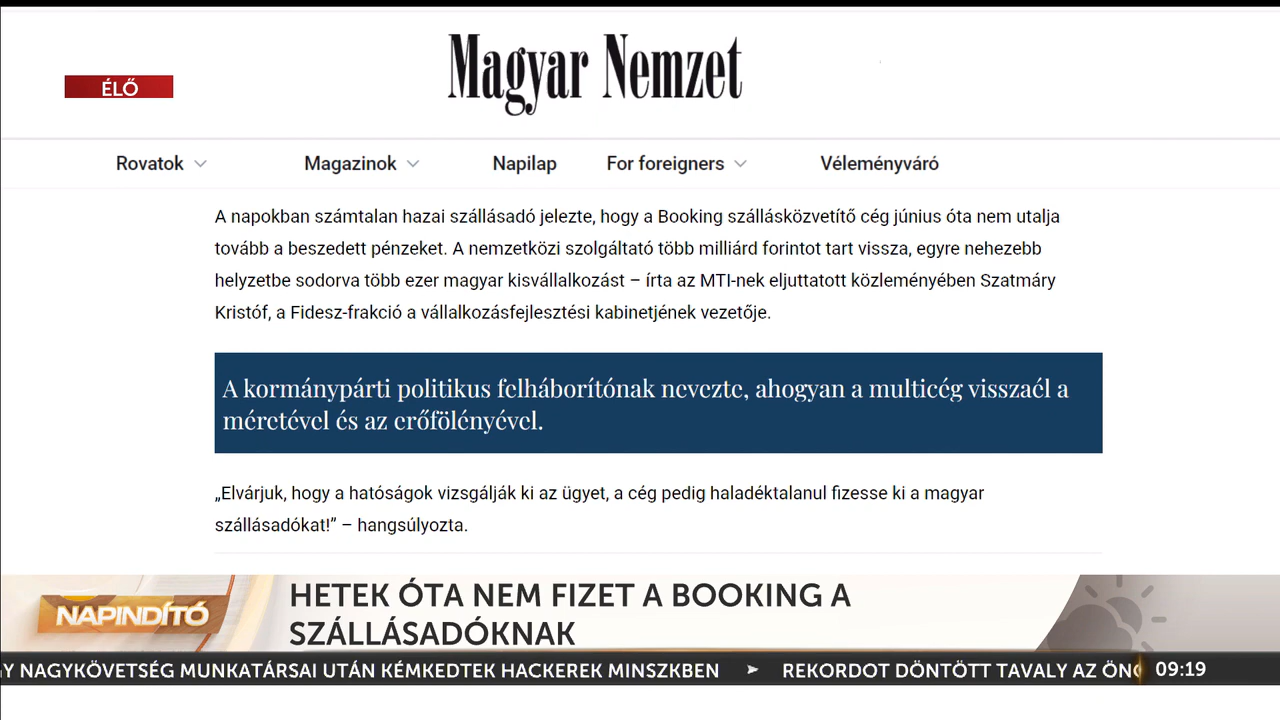 Magyar Nemzet
ÉLŐ
Rovatok
Magazinok
Napilap
For foreigners
Véleményváró
A napokban számtalan hazai szállásadó jelezte, hogy a Booking szállásközvetítő cég június óta nem utalja
tovább a beszedett pénzeket. A nemzetközi szolgáltató több milliárd forintot tart vissza, egyre nehezebb
helyzetbe sodorva több ezer magyar kisvállalkozást – írta az MTI-nek eljuttatott közleményében Szatmáry
Kristóf, a Fidesz-frakció a vállalkozásfejlesztési kabinetjének vezetője.
A kormánypárti politikus felháborítónak nevezte, ahogyan a multicég visszaél a
méretével és az erőfölényével.
„Elvárjuk, hogy a hatóságok vizsgálják ki az ügyet, a cég pedig haladéktalanul fizesse ki a magyar
szállásadókat!” – hangsúlyozta.
NAPINDÍTÓ
HETEK ÓTA NEM FIZET A BOOKING A
SZÁLLÁSADÓKNAK
NAGYKÖVETSÉG MUNKATÁRSAI UTÁN KÉMKEDTEK HACKEREK MINSZKBEN ➤ REKORDOT DÖNTÖTT TAVALY AZ 09:19